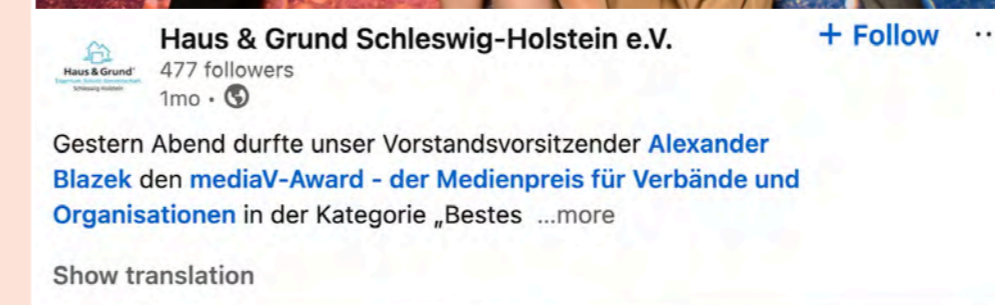 Haus & Grund Schleswig-Holstein e.V.
+ Follow
Haus & Grund
477 followers
1mo •
Gestern Abend durfte unser Vorstandsvorsitzender Alexander
Blazek den mediaV-Award - der Medienpreis für Verbände und
Organisationen in der Kategorie „Bestes ...more
Show translation